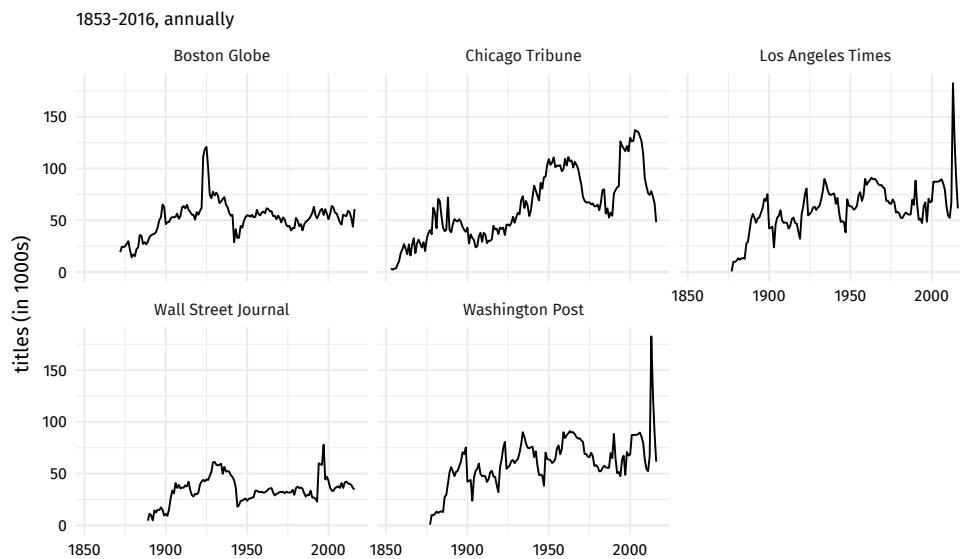 1853-2016, annually
Boston Globe
Chicago Tribune
Los Angeles Times
150
100
50
0
1850 1900 1950 2000
Wall Street Journal
Washington Post
150
100
50
0
1850 1900 1950 2000
1850 1900 1950 2000
titles (in 1000s)